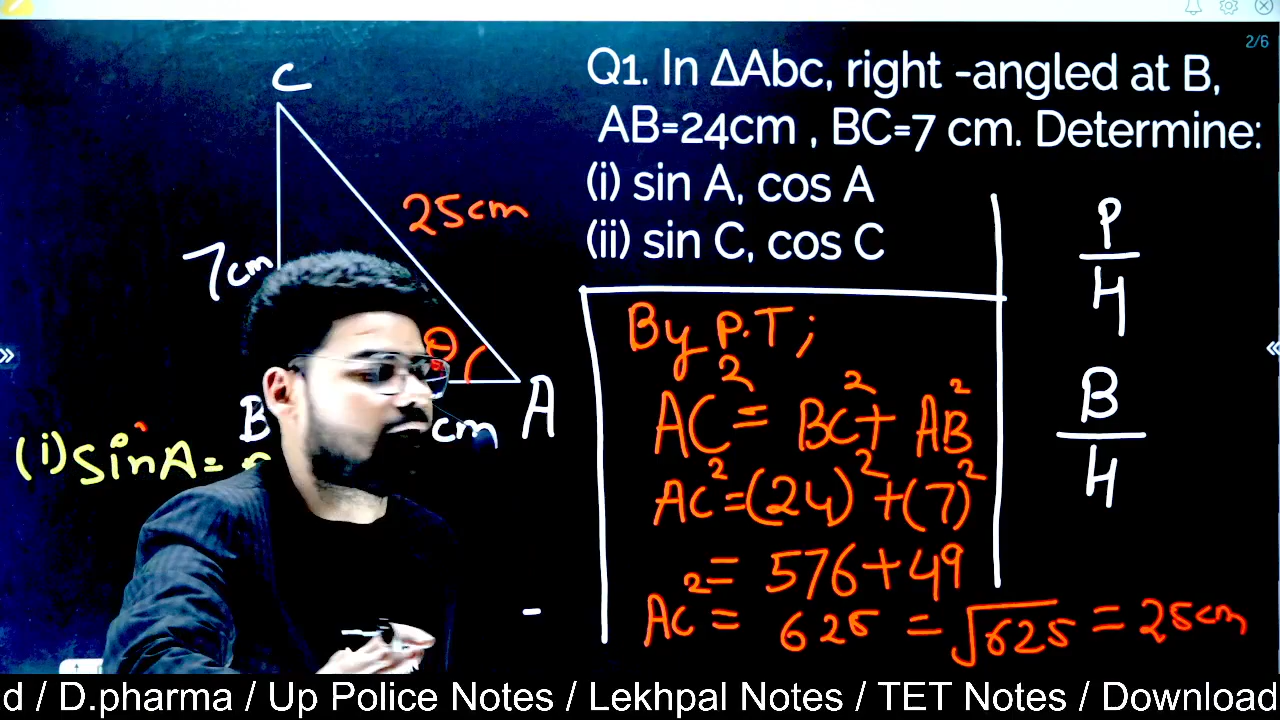 2/6
Q1. In ΔAbc, right -angled at B,
AB=24cm , BC=7 cm. Determine:
(i) sin A, cos A
(ii) sin C, cos C
C
25cm
7cm
θ
B
cm
A
(i) sinA=
P
H
B
H
By P.T;
AC² = BC² + AB²
AC² = (24)² + (7)²
² = 576 + 49
AC² = 625 = √625 = 25cm
d / D.pharma / Up Police Notes / Lekhpal Notes / TET Notes / Download